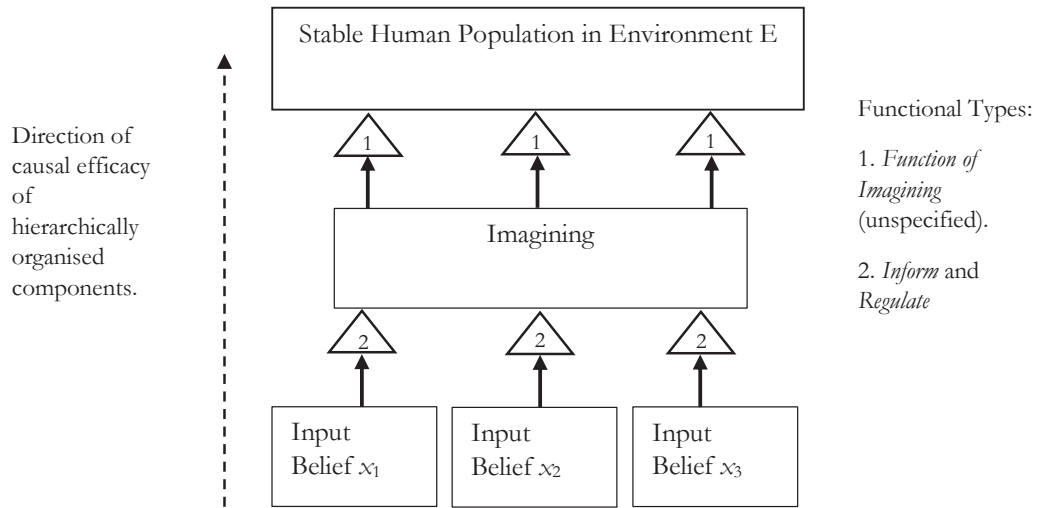 Stable Human Population in Environment E
Direction of
causal efficacy
of
hierarchically
organised
components.
1
1
1
Imagining
2
2
2
Input
Belief x₁
Input
Belief x₂
Input
Belief x₃
Functional Types:
1. Function of
Imagining
(unspecified).
2. Inform and
Regulate